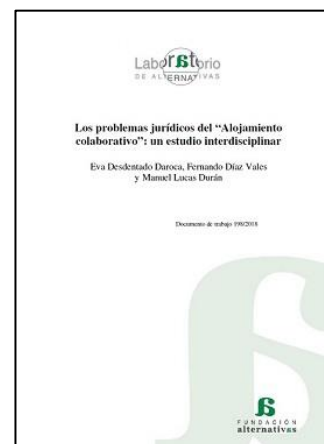 Laboratorio
DE ALTERNATIVAS
Los problemas jurídicos del “Alojamiento
colaborativo”: un estudio interdisciplinar
Eva Desdentado Daroca, Fernando Díaz Vales
y Manuel Lucas Durán
Documento de trabajo 198/2018
FUNDACIÓN
alternativas